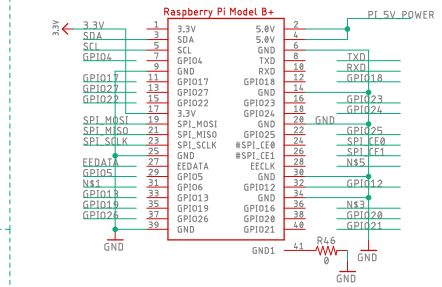 Raspberry Pi Model B+
PI_5V_POWER
3.3V
3.3V 1 3.3V 5.0V 2
SDA 3 SDA 5.0V 4
SCL 5 SCL GND 6
GPIO4 7 GPIO4 TXD 8 TXD
9 GND RXD 10 RXD
GPIO17 11 GPIO17 GPIO18 12 GPIO18
GPIO27 13 GPIO27 GND 14
GPIO22 15 GPIO22 GPIO23 16 GPIO23
17 3.3V GPIO24 18 GPIO24
SPI_MOSI 19 SPI_MOSI GND 20 GND
SPI_MISO 21 SPI_MISO GPIO25 22 GPIO25
SPI_SCLK 23 SPI_SCLK #SPI_CE0 24 SPI_CE0
25 GND #SPI_CE1 26 SPI_CE1
EEDATA 27 EEDATA EECLK 28 N$5
GPIO5 29 GPIO5 GND 30
N$1 31 GPIO6 GPIO12 32 GPIO12
GPIO13 33 GPIO13 GND 34
GPIO19 35 GPIO19 GPIO16 36 N$3
GPIO26 37 GPIO26 GPIO20 38 GPIO20
39 GND GPIO21 40 GPIO21
GND
GND1 41 R46
0
GND
GND